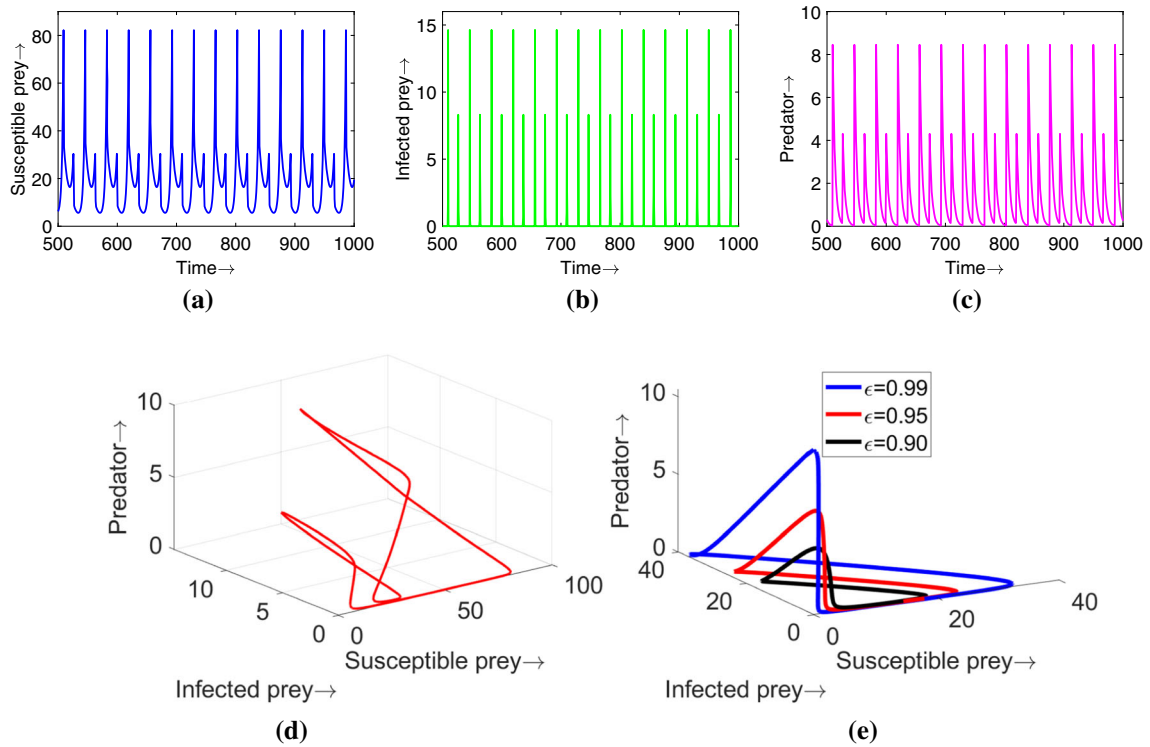 80
60
40
20
0
Susceptible prey→
500 600 700 800 900 1000
Time→
(a)
15
10
5
0
Infected prey→
500 600 700 800 900 1000
Time→
(b)
10
8
6
4
2
0
Predator→
500 600 700 800 900 1000
Time→
(c)
10
5
0
Predator→
10
5
0
0
50
100
Susceptible prey→
Infected prey→
(d)
ϵ=0.99
ϵ=0.95
ϵ=0.90
10
5
0
Predator→
40
20
0
0
20
40
Susceptible prey→
Infected prey→
(e)